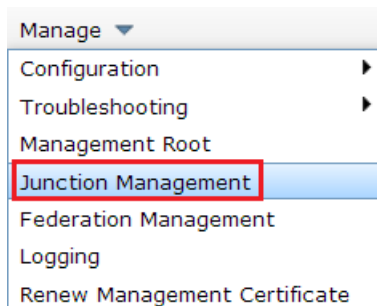 Manage
Configuration
Troubleshooting
Management Root
Junction Management
Federation Management
Logging
Renew Management Certificate